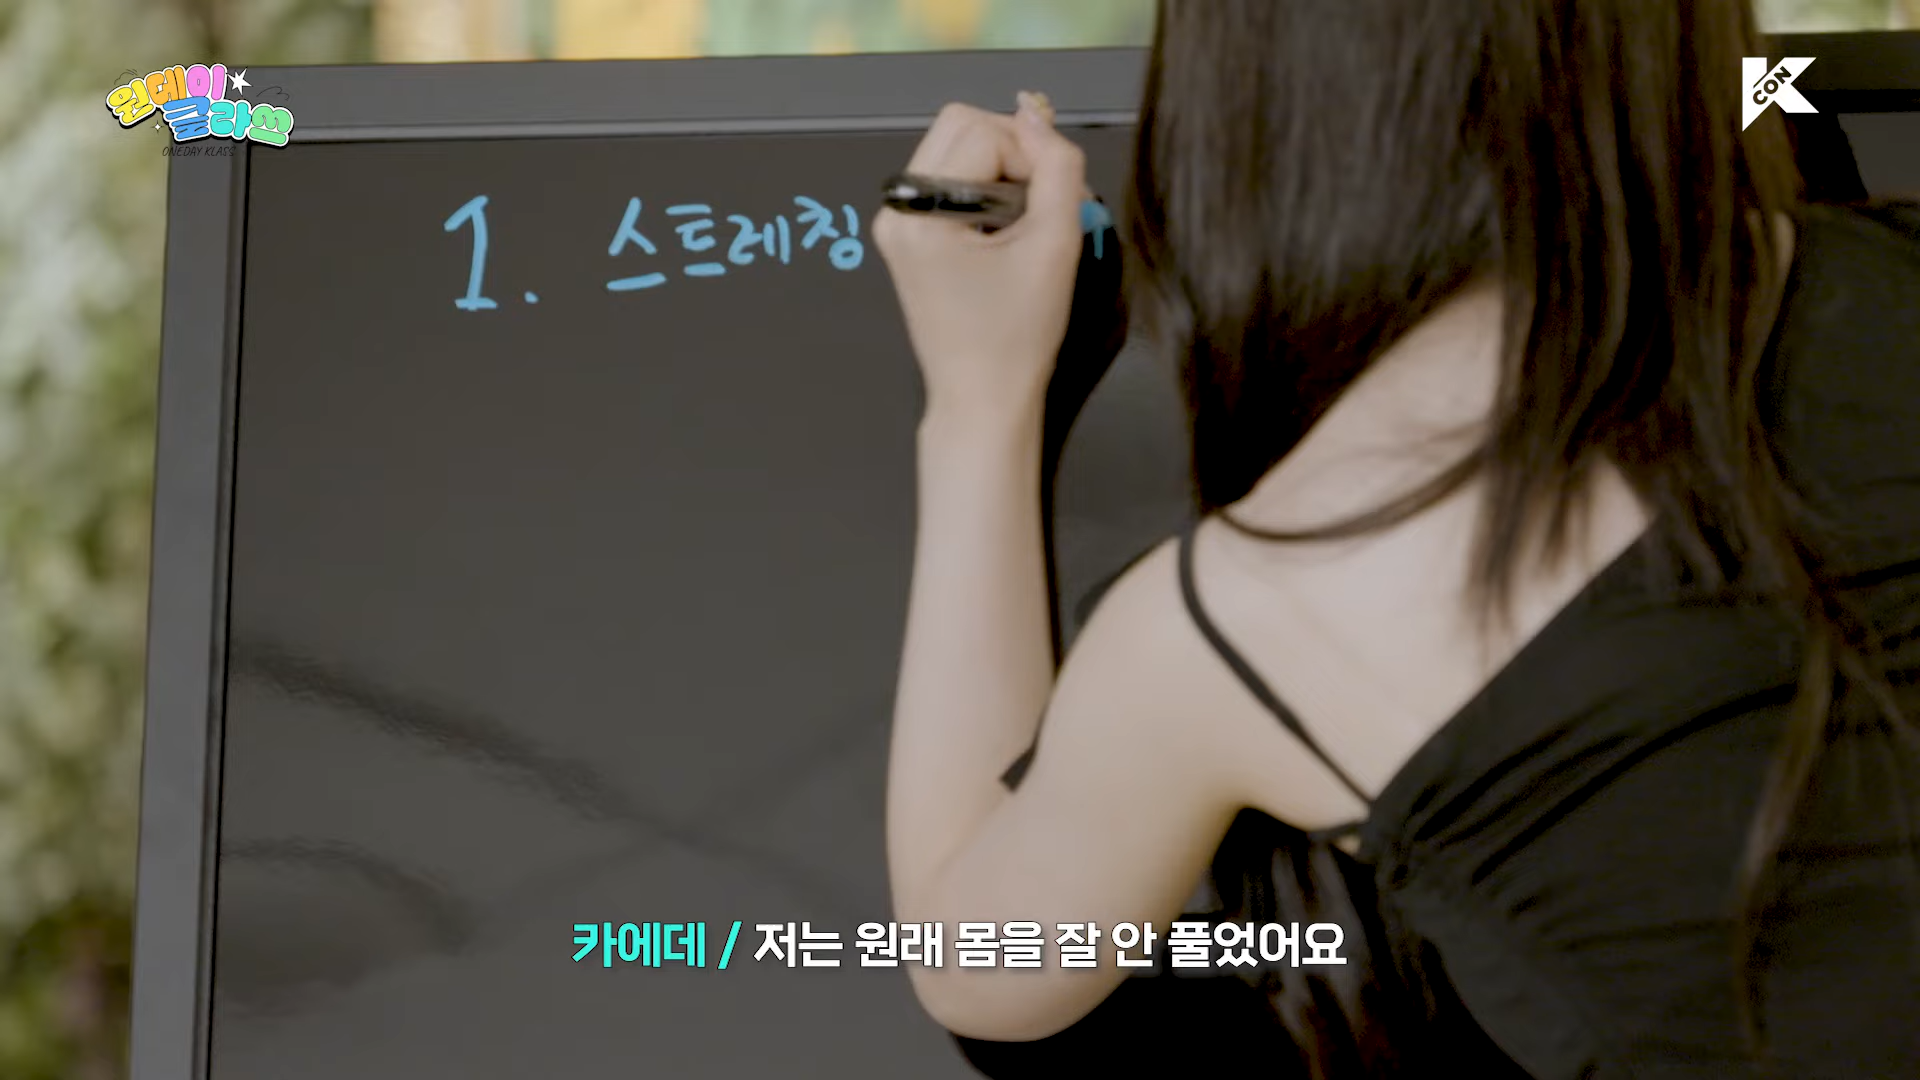 원데이
클라쓰
ONEDAY KLASS
KCON
1. 스트레칭
카에데 / 저는 원래 몸을 잘 안 풀었어요